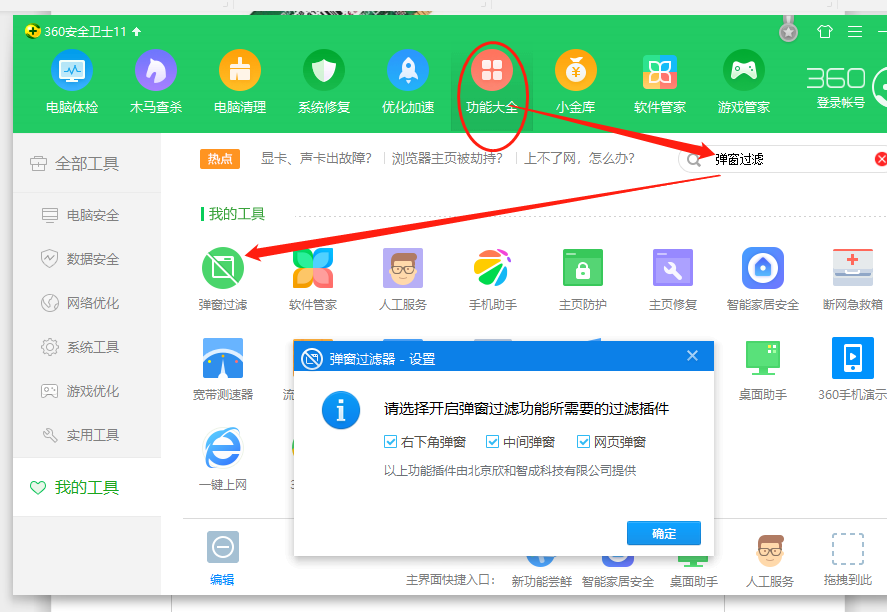 360安全卫士11
电脑体检
木马查杀
电脑清理
系统修复
优化加速
功能大全
小金库
软件管家
游戏管家
360
登录帐号
全部工具
热点
显卡、声卡出故障？
浏览器主页被劫持？
上不了网，怎么办？
弹窗过滤
电脑安全
数据安全
网络优化
系统工具
游戏优化
实用工具
我的工具
我的工具
弹窗过滤
软件管家
人工服务
手机助手
主页防护
主页修复
智能家居安全
断网急救箱
宽带测速器
流
桌面助手
360手机演示
一键上网
3
弹窗过滤器 - 设置
请选择开启弹窗过滤功能所需要的过滤插件
右下角弹窗
中间弹窗
网页弹窗
以上功能插件由北京欣和智成科技有限公司提供
确定
编辑
主界面快捷入口：
新功能尝鲜
智能家居安全
桌面助手
人工服务
拖拽到此